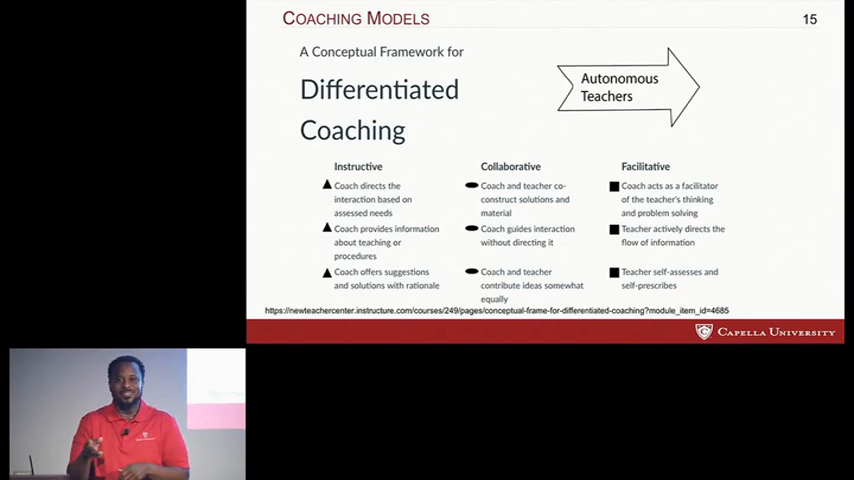 COACHING MODELS
15
A Conceptual Framework for
Differentiated
Coaching
Autonomous
Teachers
Instructive
Coach directs the
interaction based on
assessed needs
Coach provides information
about teaching or
procedures
Coach offers suggestions
and solutions with rationale
Collaborative
Coach and teacher co-
construct solutions and
material
Coach guides interaction
without directing it
Coach and teacher
contribute ideas somewhat
equally
Facilitative
Coach acts as a facilitator
of the teacher's thinking
and problem solving
Teacher actively directs the
flow of information
Teacher self-assesses and
self-prescribes
https://newteachercenter.instructure.com/courses/249/pages/conceptual-frame-for-differentiated-coaching?module_item_id=4685
CAPELLA UNIVERSITY